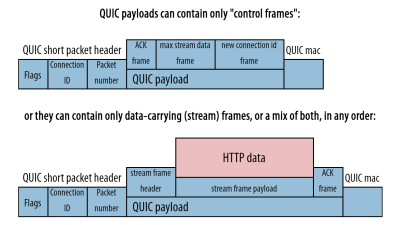 QUIC payloads can contain only "control frames":
QUIC short packet header
ACK frame
max stream data frame
new connection id frame
QUIC mac
Flags
Connection ID
Packet number
QUIC payload
or they can contain only data-carrying (stream) frames, or a mix of both, in any order:
HTTP data
QUIC short packet header
stream frame header
stream frame payload
ACK frame
QUIC mac
Flags
Connection ID
Packet number
QUIC payload